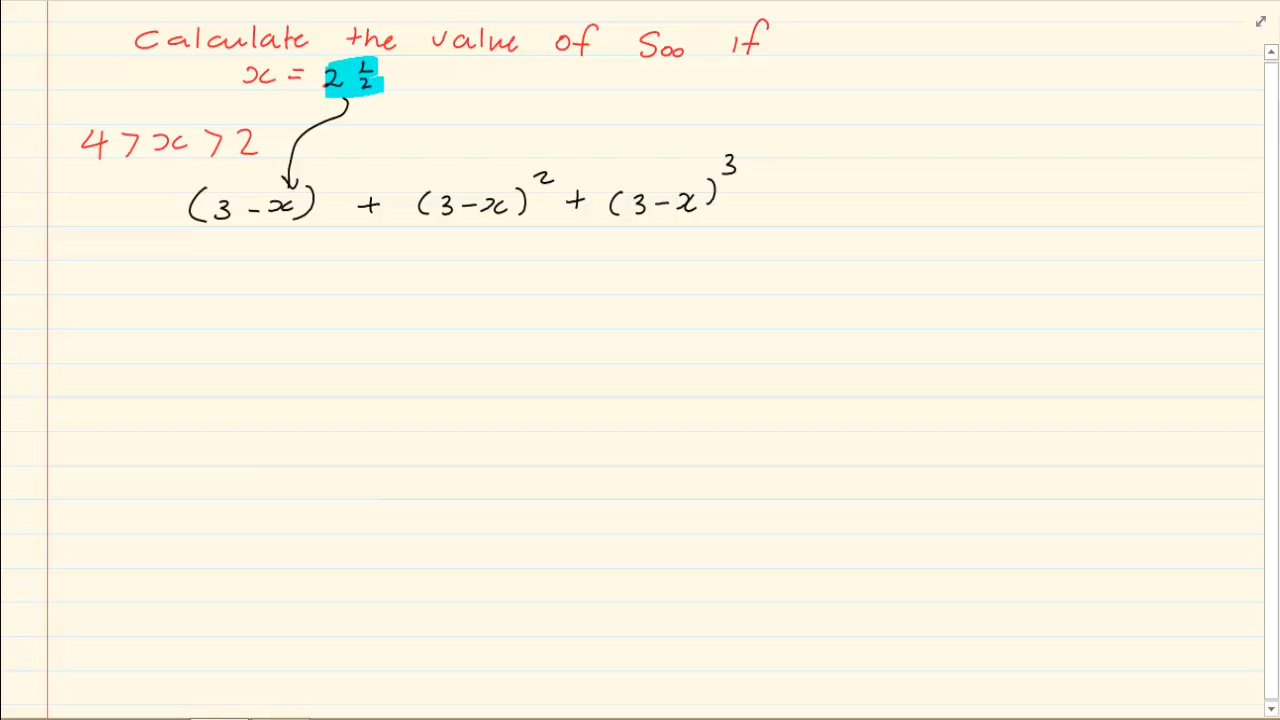 Calculate the value of S∞ if
x = 2 1/2
4 > x > 2
(3 - x) + (3 - x)² + (3 - x)³